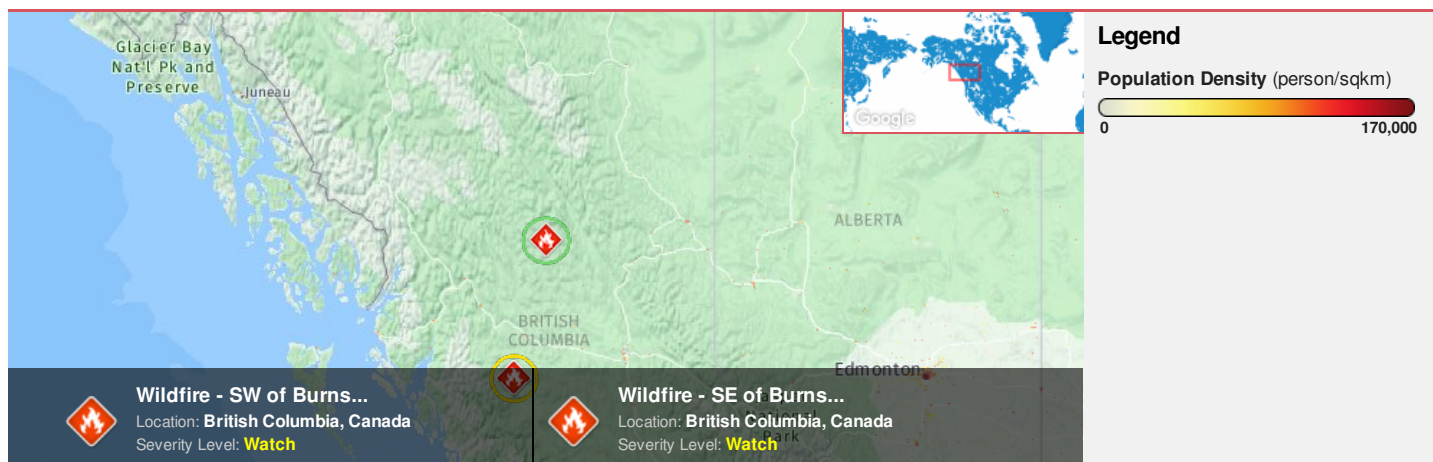 Glacier Bay
Nat'l Pk and
Preserve
Juneau
Google
Legend
Population Density (person/sqkm)
0 170,000
ALBERTA
BRITISH
COLUMBIA
Edmonton
Wildfire - SW of Burns...
Location: British Columbia, Canada
Severity Level: Watch
Wildfire - SE of Burns...
Location: British Columbia, Canada
Severity Level: Watch
Park